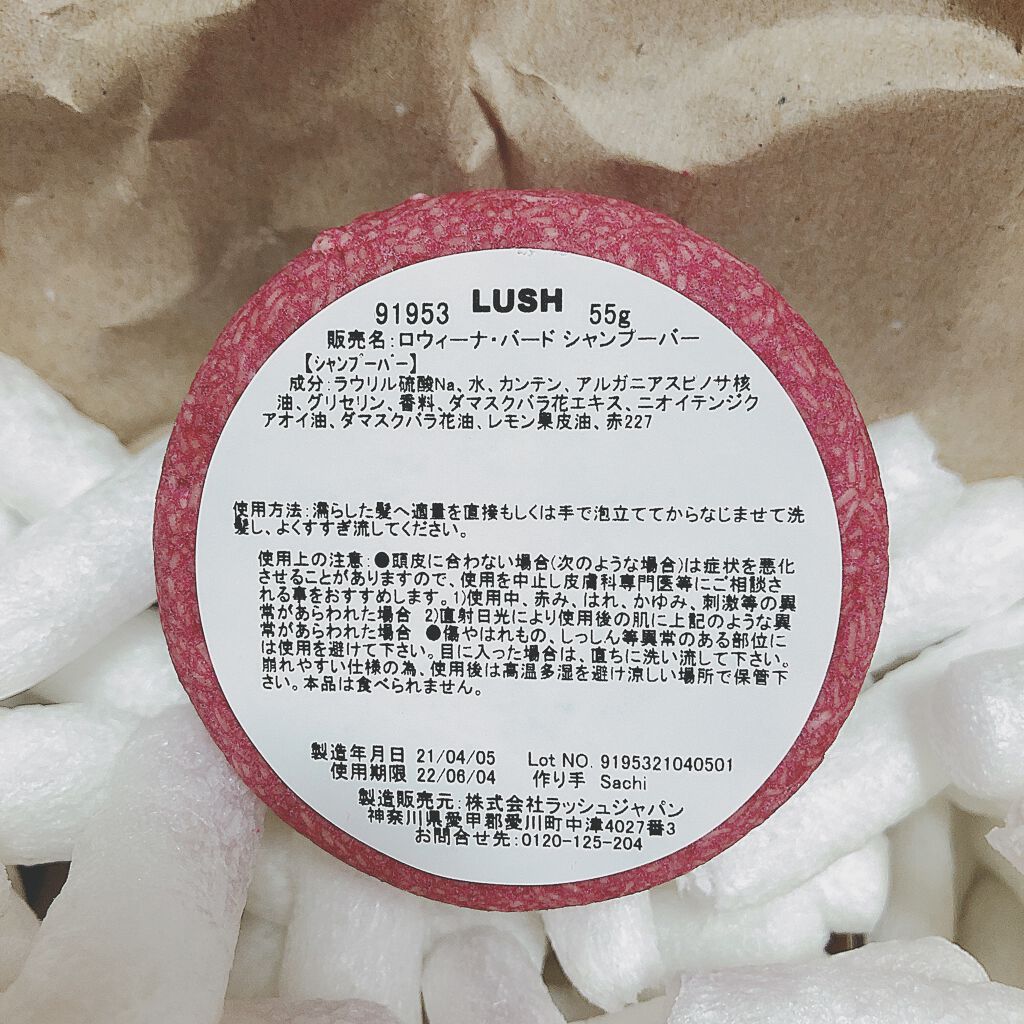 91953 LUSH 55g
販売名:ロウィーナ・バード シャンプーバー
【シャンプーバー】
成分:ラウリル硫酸Na、水、カンテン、アルガニアスピノサ核
油、グリセリン、香料、ダマスクバラ花エキス、ニオイテンジク
アオイ油、ダマスクバラ花油、レモン果皮油、赤227
使用方法:濡らした髪へ適量を直接もしくは手で泡立ててからなじませて洗
髪し、よくすすぎ流してください。
使用上の注意:●頭皮に合わない場合(次のような場合)は症状を悪化
させることがありますので、使用を中止し皮膚科専門医等にご相談さ
れる事をおすすめします。1)使用中、赤み、はれ、かゆみ、刺激等の異
常があらわれた場合 2)直射日光により使用後の肌に上記のような異
常があらわれた場合 ●傷やはれもの、しっしん等異常のある部位に
は使用を避けて下さい。目に入った場合は、直ちに洗い流して下さい。
崩れやすい仕様の為、使用後は高温多湿を避け涼しい場所で保管下
さい。本品は食べられません。
製造年月日 21/04/05 Lot NO. 9195321040501
使用期限 22/06/04 作り手 Sachi
製造販売元:株式会社ラッシュジャパン
神奈川県愛甲郡愛川町中津4027番3
お問合せ先:0120-125-204